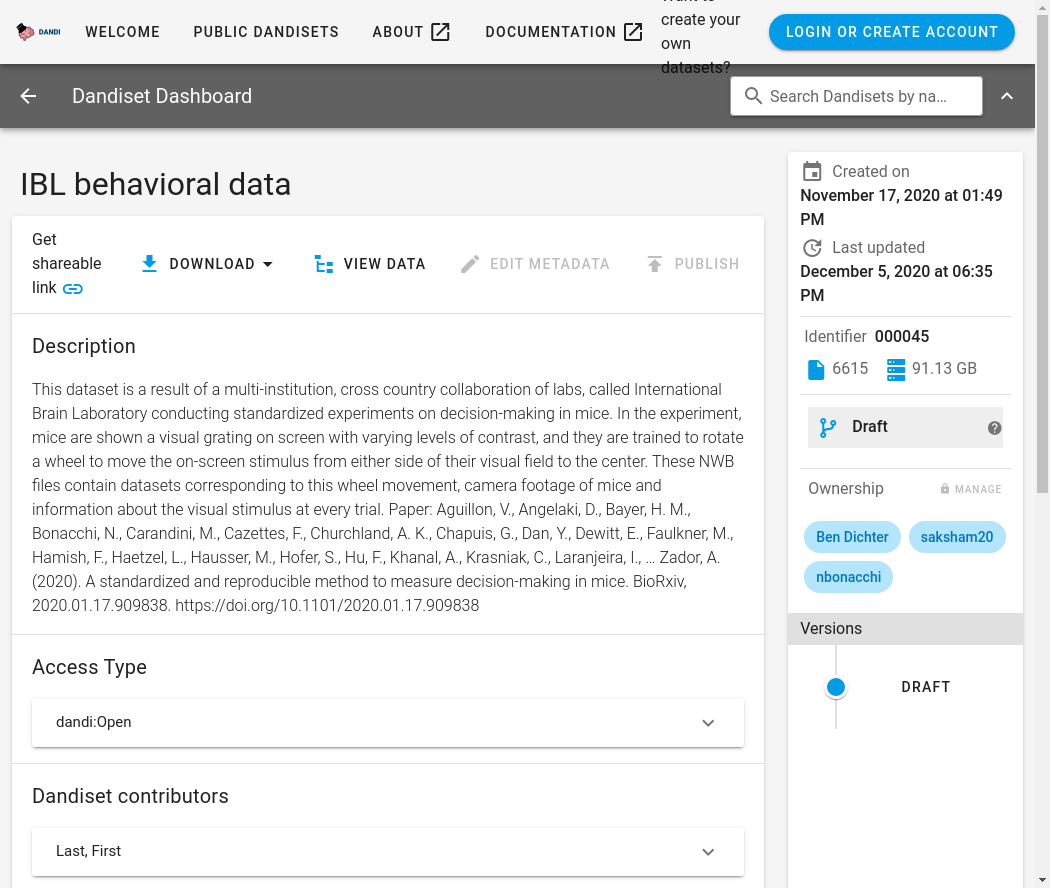 DANDI
WELCOME
PUBLIC DANDISETS
ABOUT
DOCUMENTATION
create your
own
datasets?
LOGIN OR CREATE ACCOUNT
Dandiset Dashboard
Search Dandisets by na...
IBL behavioral data
Get
shareable
link
DOWNLOAD
VIEW DATA
EDIT METADATA
PUBLISH
Description
This dataset is a result of a multi-institution, cross country collaboration of labs, called International
Brain Laboratory conducting standardized experiments on decision-making in mice. In the experiment,
mice are shown a visual grating on screen with varying levels of contrast, and they are trained to rotate
a wheel to move the on-screen stimulus from either side of their visual field to the center. These NWB
files contain datasets corresponding to this wheel movement, camera footage of mice and
information about the visual stimulus at every trial. Paper: Aguillon, V., Angelaki, D., Bayer, H. M.,
Bonacchi, N., Carandini, M., Cazettes, F., Churchland, A. K., Chapuis, G., Dan, Y., Dewitt, E., Faulkner, M.,
Hamish, F., Haetzel, L., Hausser, M., Hofer, S., Hu, F., Khanal, A., Krasniak, C., Laranjeira, I., … Zador, A.
(2020). A standardized and reproducible method to measure decision-making in mice. BioRxiv,
2020.01.17.909838. https://doi.org/10.1101/2020.01.17.909838
Access Type
dandi:Open
Dandiset contributors
Last, First
Created on
November 17, 2020 at 01:49
PM
Last updated
December 5, 2020 at 06:35
PM
Identifier 000045
6615
91.13 GB
Draft
Ownership
MANAGE
Ben Dichter
saksham20
nbonacchi
Versions
DRAFT